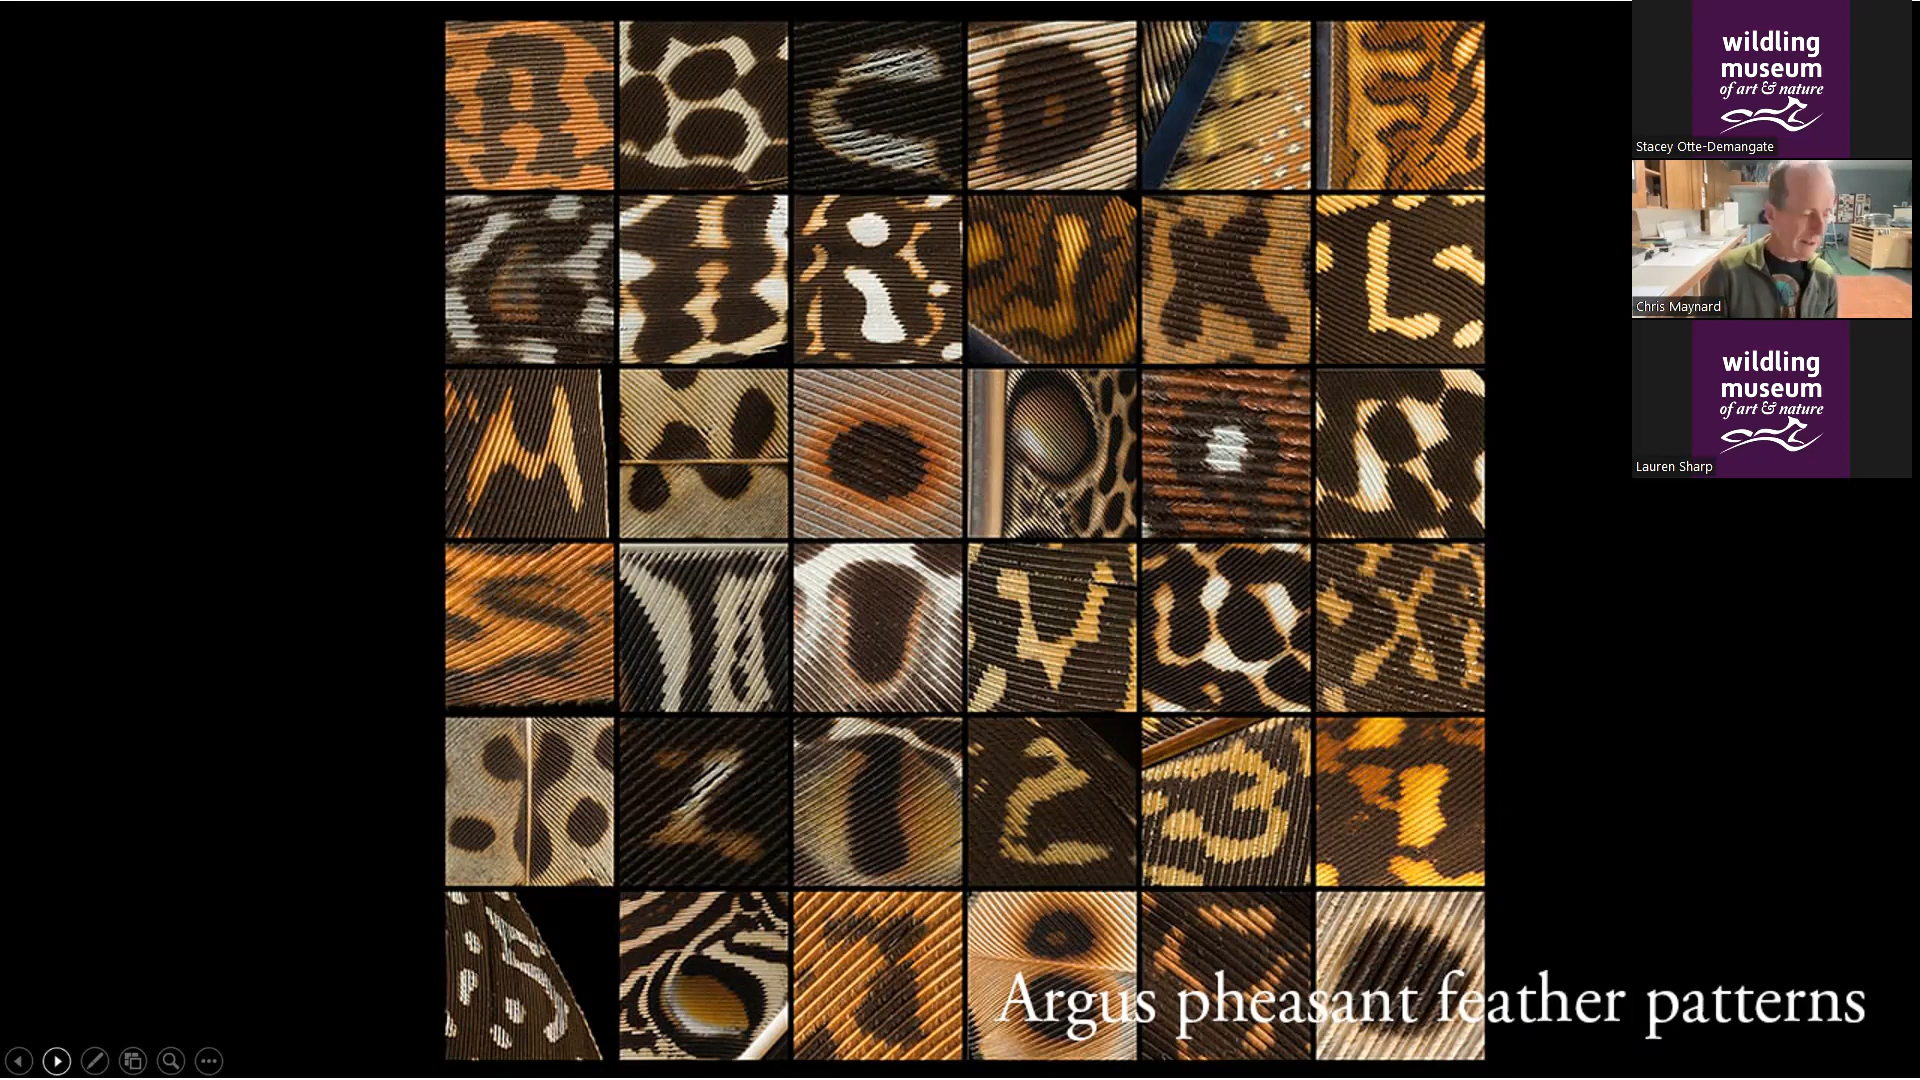 wildling
museum
of art & nature
Stacey Otte-Demangate
Chris Maynard
wildling
museum
of art & nature
Lauren Sharp
Argus pheasant feather patterns